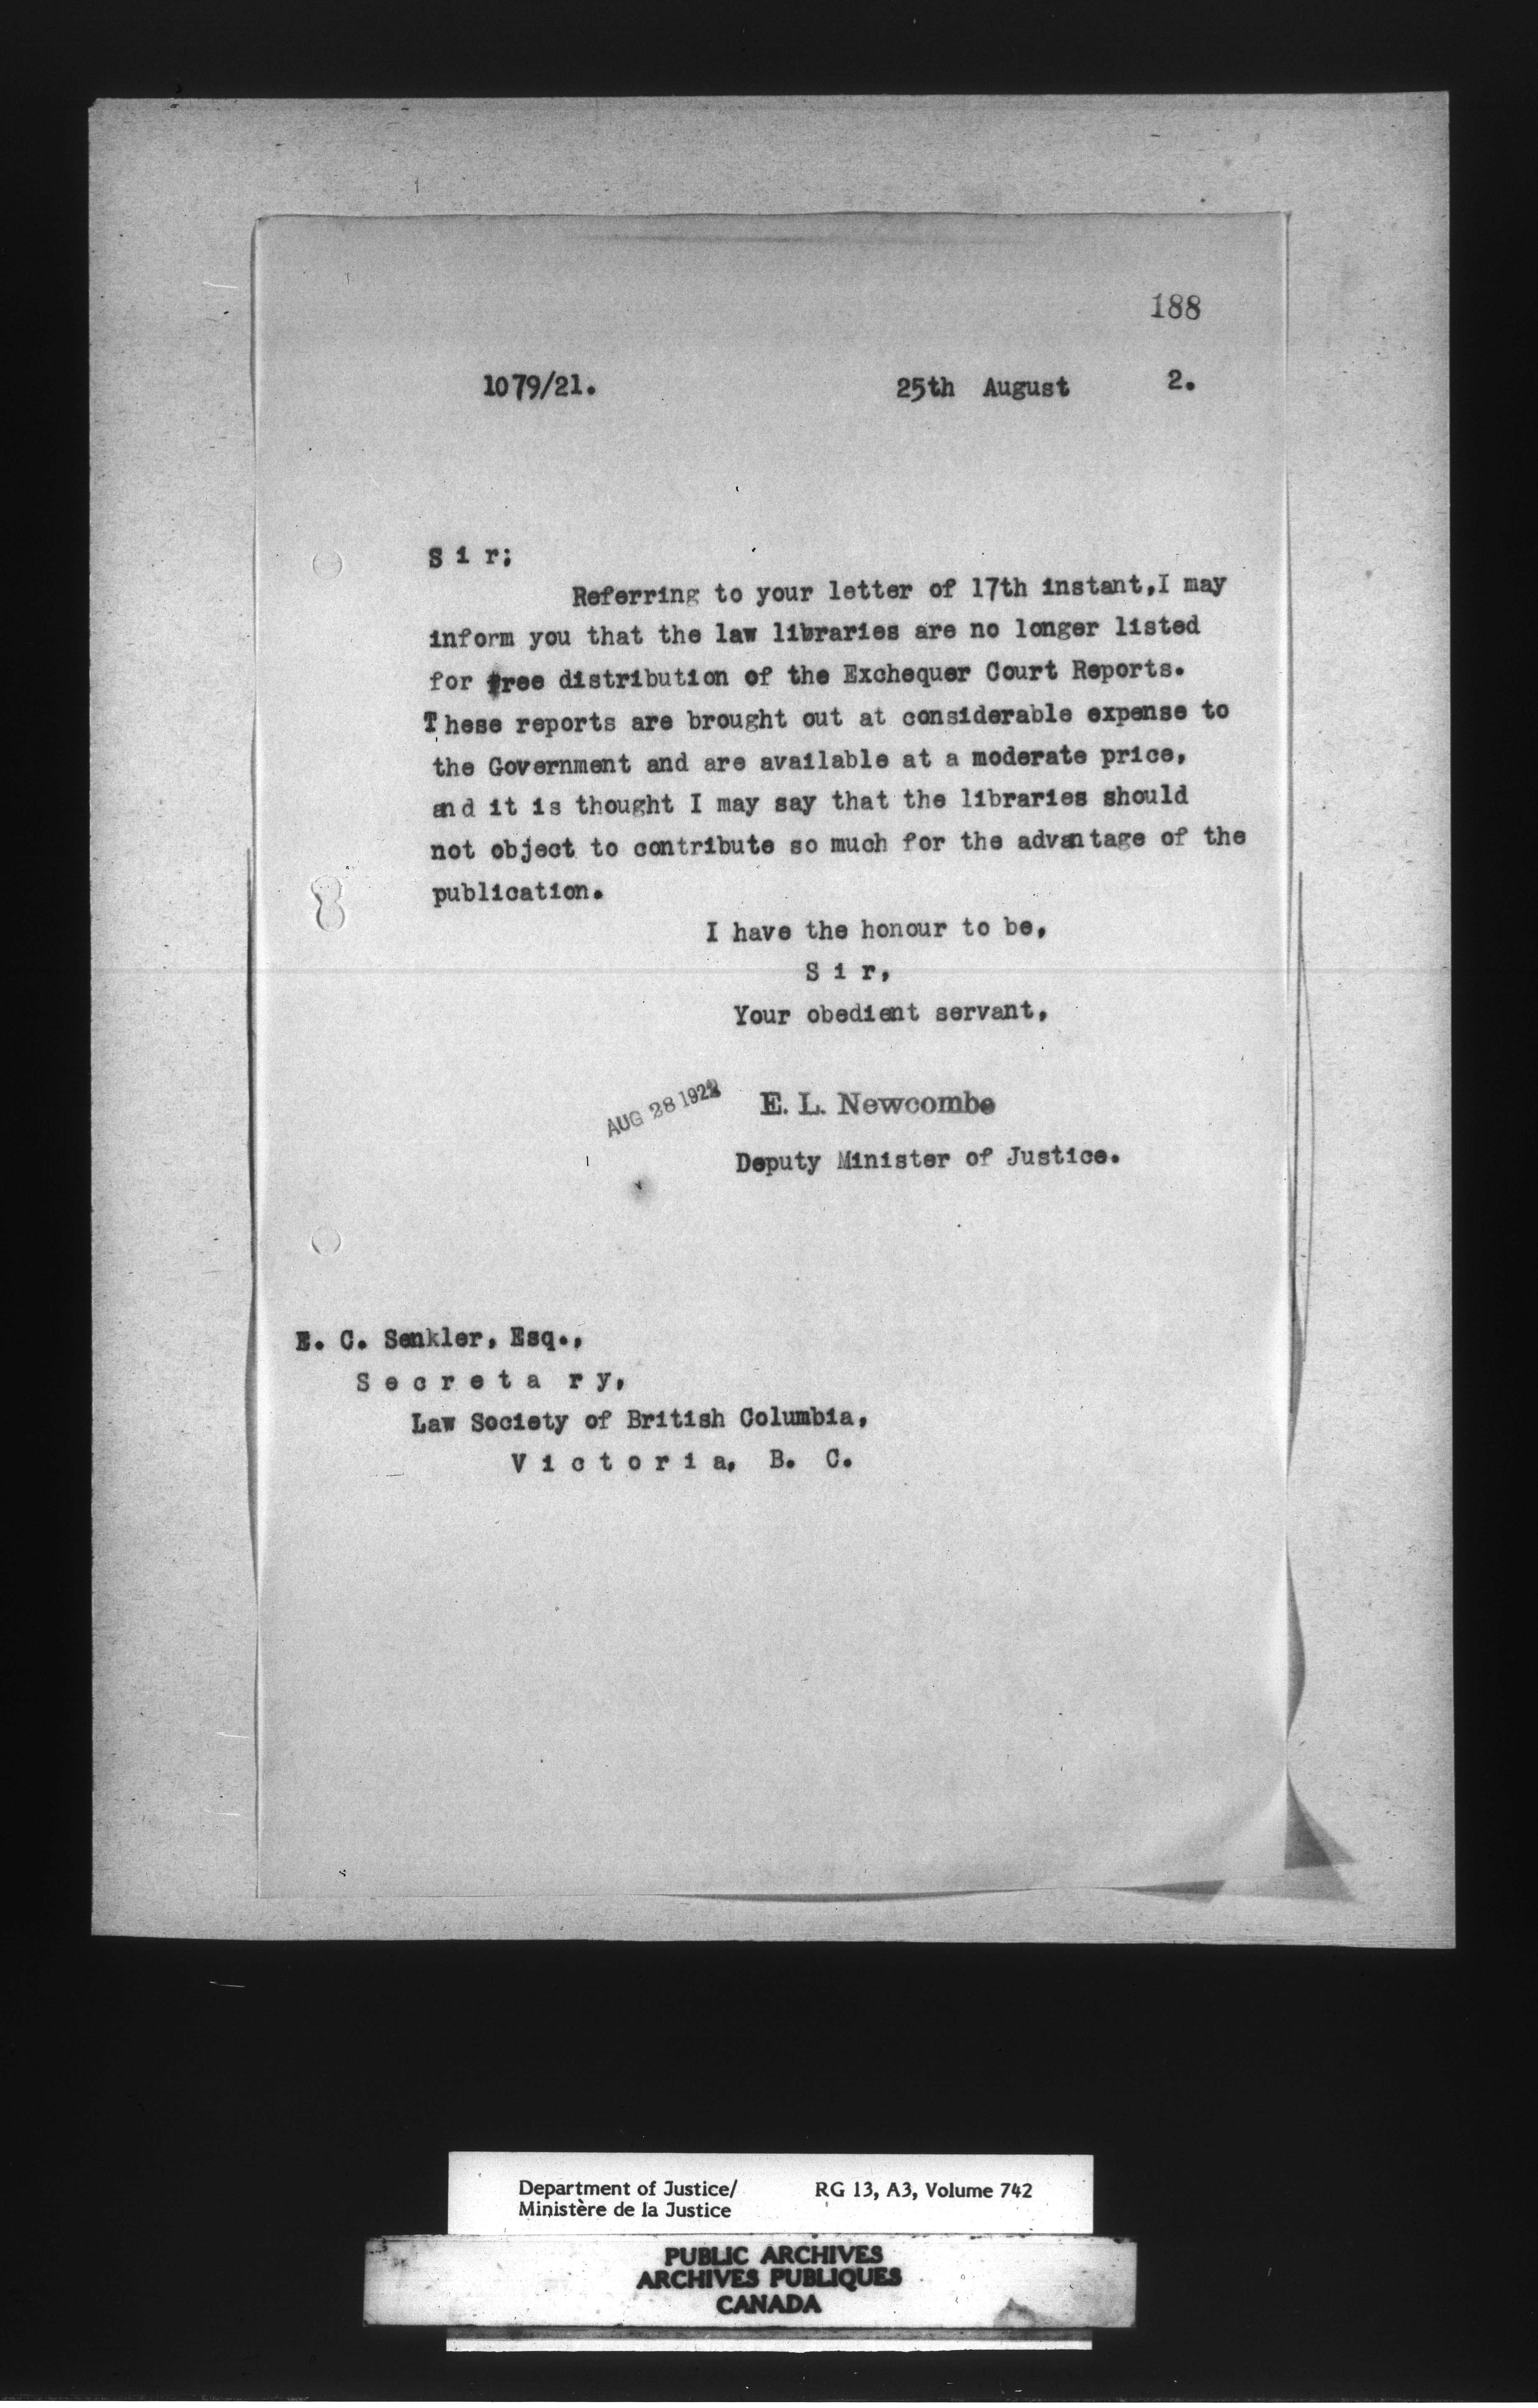 188
1079/21. 25th August 2.
S i r;
Referring to your letter of 17th instant,I may
inform you that the law libraries are no longer listed
for free distribution of the Exchequer Court Reports.
These reports are brought out at considerable expense to
the Government and are available at a moderate price,
and it is thought I may say that the libraries should
not object to contribute so much for the advantage of the
publication.
I have the honour to be,
S i r,
Your obedient servant,
AUG 28 1922 E. L. Newcombe
Deputy Minister of Justice.
E. C. Senkler, Esq.,
S e c r e t a r y,
Law Society of British Columbia,
V i c t o r i a, B. C.
Department of Justice/ RG 13, A3, Volume 742
Ministère de la Justice
PUBLIC ARCHIVES
ARCHIVES PUBLIQUES
CANADA